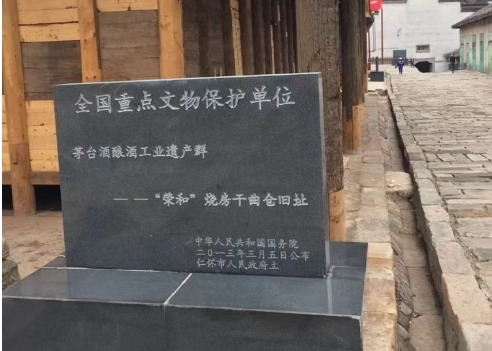 全国重点文物保护单位
茅台酒酿酒工业遗产群
——“荣和”烧房干曲仓旧址
中华人民共和国国务院
二〇一三年三月五日公布
仁怀市人民政府立